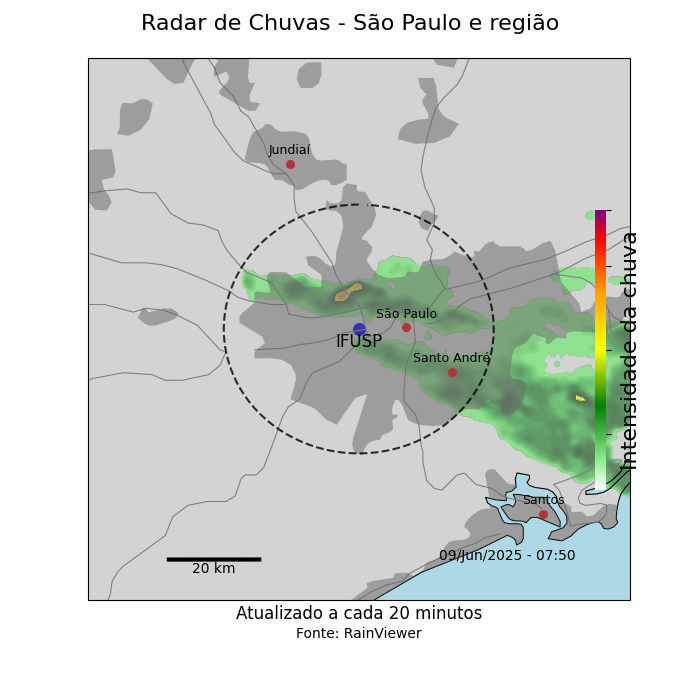 Radar de Chuvas - São Paulo e região
Jundiaí
São Paulo
IFUSP
Santo André
Intensidade da chuva
Santos
09/Jun/2025 - 07:50
20 km
Atualizado a cada 20 minutos
Fonte: RainViewer